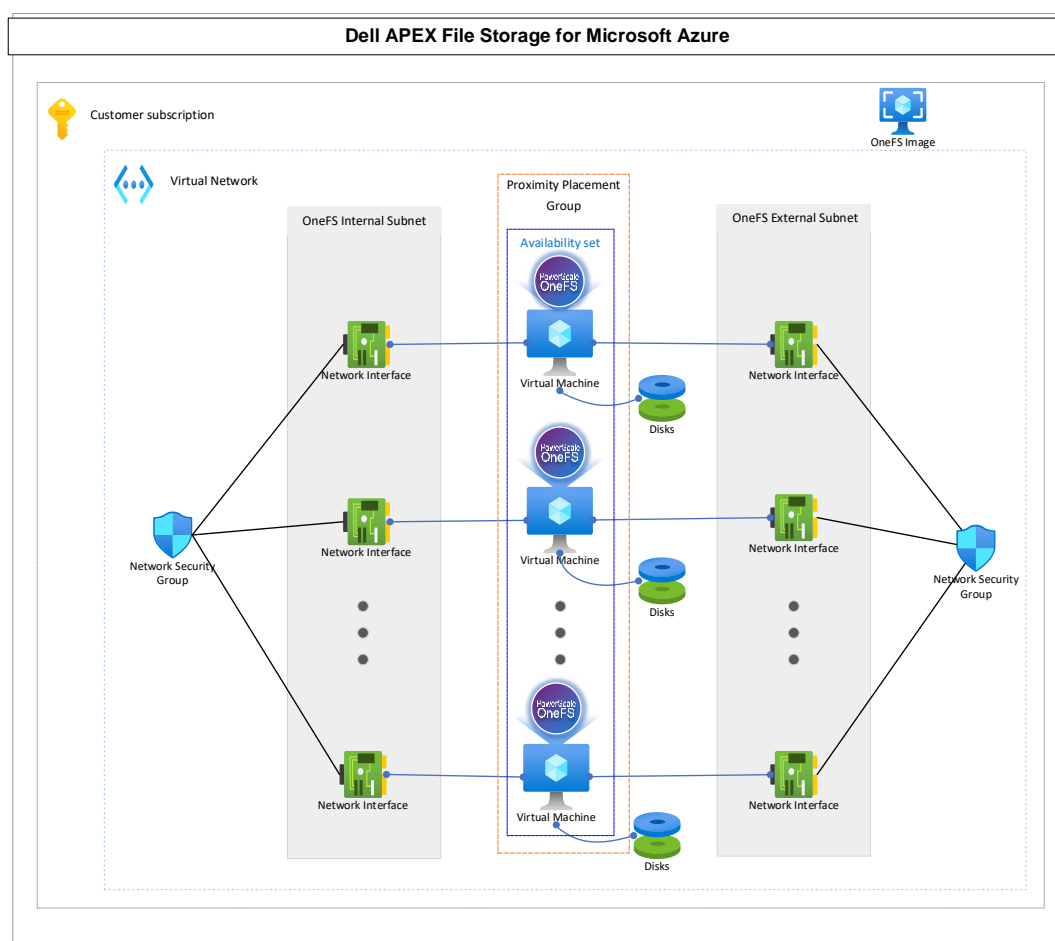 Dell APEX File Storage for Microsoft Azure
Customer subscription
OneFS Image
Virtual Network
Proximity Placement
Group
OneFS Internal Subnet
OneFS External Subnet
Availability set
PowerScale
OneFS
Network Interface
Virtual Machine
Network Interface
Disks
PowerScale
OneFS
Network Interface
Virtual Machine
Network Interface
Network Security
Group
Network Security
Group
Disks
PowerScale
OneFS
Network Interface
Virtual Machine
Network Interface
Disks